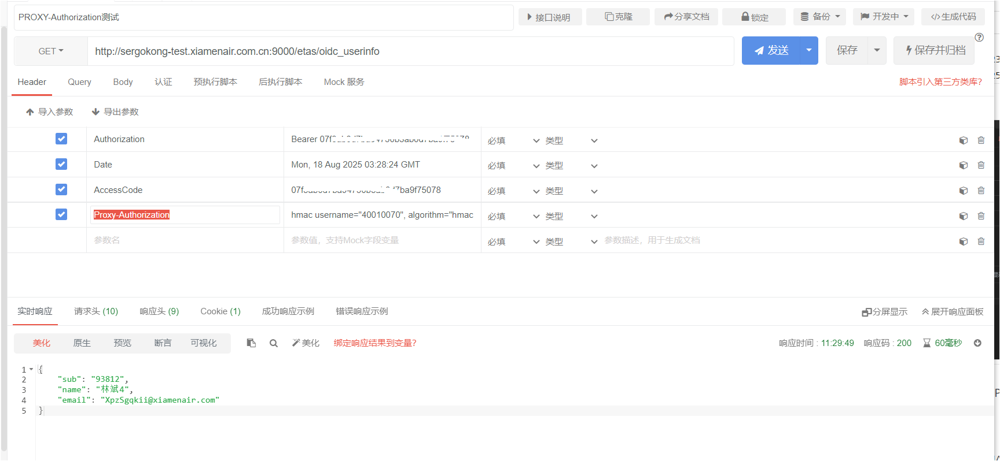 PROXY-Authorization测试
接口说明
克隆
分享文档
锁定
备份
开发中
生成代码
GET
http://sergokong-test.xiamenair.com.cn:9000/etas/oidc_userinfo
发送
保存
保存并归档
Header Query Body 认证 预执行脚本 后执行脚本 Mock 服务
脚本引入第三方类库?
导入参数 导出参数
Authorization Bearer 必填 类型
Date Mon, 18 Aug 2025 03:28:24 GMT 必填 类型
AccessCode 必填 类型
Proxy-Authorization hmac username="40010070", algorithm="hmac 必填 类型
参数名 参数值，支持Mock字段变量 必填 类型 参数描述，用于生成文档
实时响应 请求头 (10) 响应头 (9) Cookie (1) 成功响应示例 错误响应示例
分屏显示 展开响应面板
美化 原生 预览 断言 可视化 美化 绑定响应结果到变量?
响应时间 : 11:29:49 响应码 : 200 60毫秒
1 {
2 "sub": "93812",
3 "name": "林斌4",
4 "email": "XpzSgqkii@xiamenair.com"
5 }